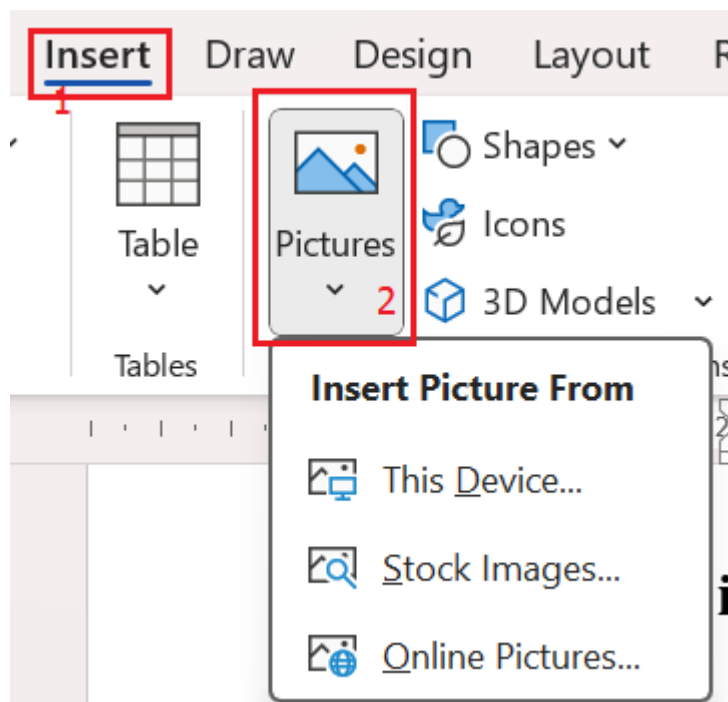 Insert Draw Design Layout
1
Shapes
Table
Pictures
Icons
2
3D Models
Tables
Insert Picture From
This Device...
Stock Images...
Online Pictures...